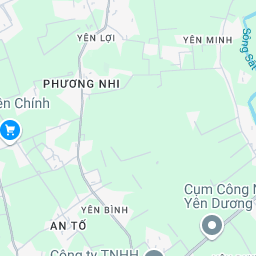 YÊN LỢI
YÊN MINH
Sông Sắt
PHƯƠNG NHI
ên Chính
Cụm Công N
Yên Dương
YÊN BÌNH
AN TỐ
Công ty TNHH